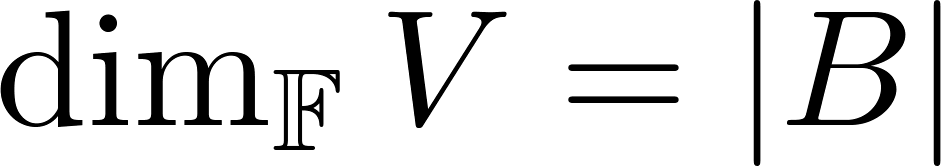 dim_𝔽 V = |B|